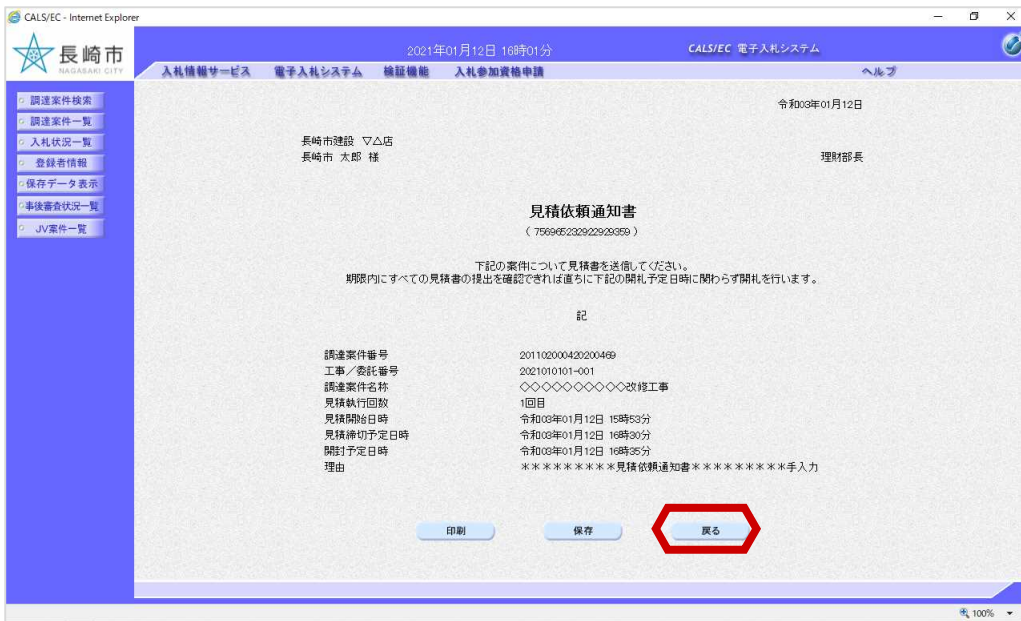 CALS/EC - Internet Explorer
長崎市
NAGASAKI CITY
2021年01月12日 16時01分
CALS/EC 電子入札システム
入札情報サービス 電子入札システム 検証機能 入札参加資格申請 ヘルプ
調達案件検索
調達案件一覧
入札状況一覧
登録者情報
保存データ表示
事後審査状況一覧
JV案件一覧
令和03年01月12日
長崎市建設 ▽△店
長崎市 太郎 様
理財部長
見積依頼通知書
( 756965232922929359 )
下記の案件について見積書を送信してください。
期限内にすべての見積書の提出を確認できれば直ちに下記の開札予定日時に関わらず開札を行います。
記
調達案件番号 201102000420200469
工事/委託番号 2021010101-001
調達案件名称 ◇◇◇◇◇◇◇◇◇◇改修工事
見積執行回数 1回目
見積開始日時 令和03年01月12日 15時53分
見積締切予定日時 令和03年01月12日 16時30分
開封予定日時 令和03年01月12日 16時35分
理由 *********見積依頼通知書*********手入力
印刷 保存 戻る
100%